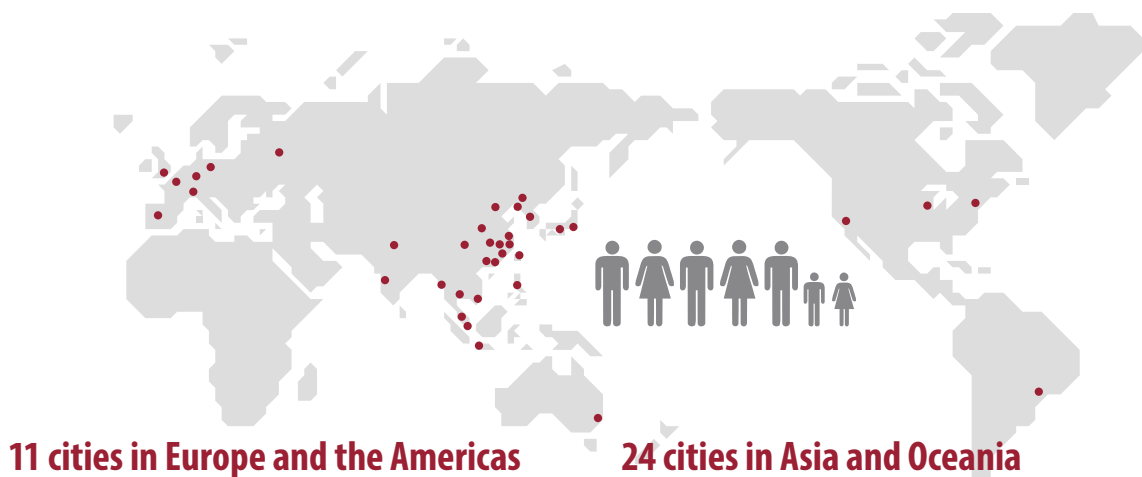 11 cities in Europe and the Americas
24 cities in Asia and Oceania